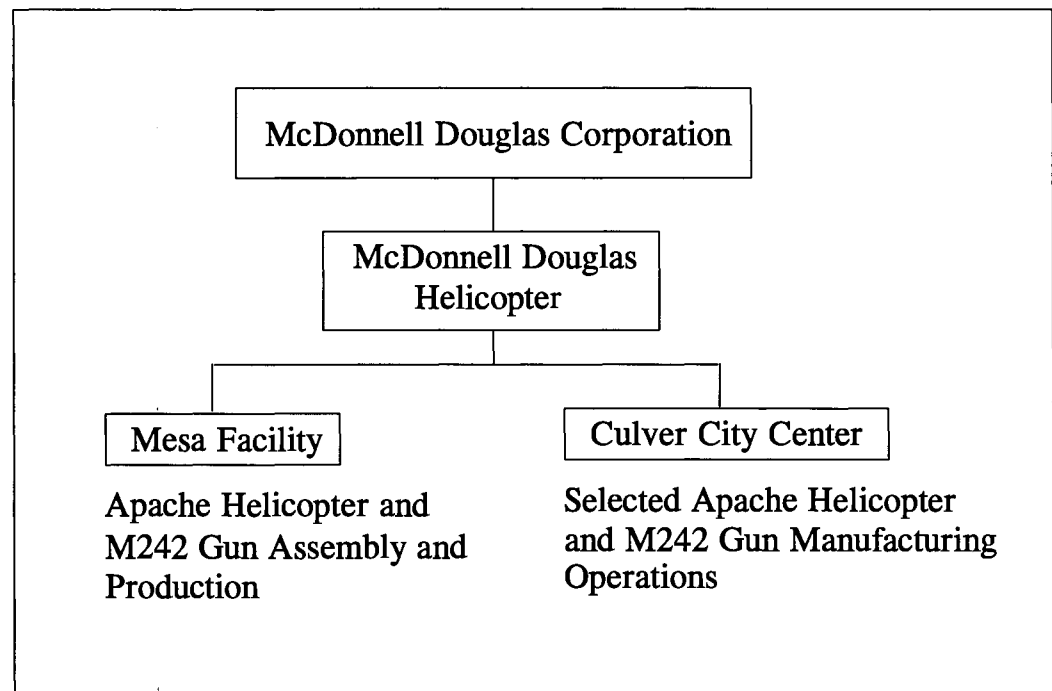 McDonnell Douglas Corporation
McDonnell Douglas
Helicopter
Mesa Facility
Apache Helicopter and
M242 Gun Assembly and
Production
Culver City Center
Selected Apache Helicopter
and M242 Gun Manufacturing
Operations